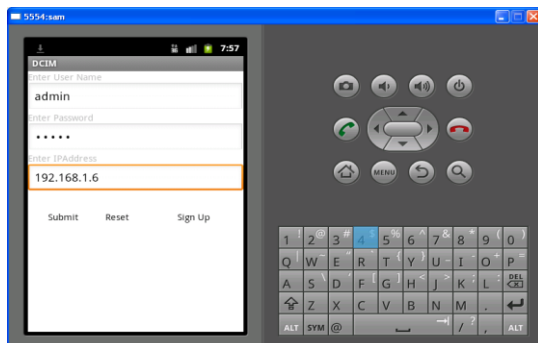 5554:sam
7:57
DCIM
Enter User Name
admin
Enter Password
•••••
Enter IPAddress
192.168.1.6
Submit Reset Sign Up
MENU
1 ! 2 @ 3 # 4 $ 5 % 6 ^ 7 & 8 * 9 ( 0 )
Q | W ~ E " R ` T { Y } U _ I - O + P =
A S \ D ' F [ G ] H < J > K ; L : DEL
Z X C V B N M .
ALT SYM @ / ? , ALT